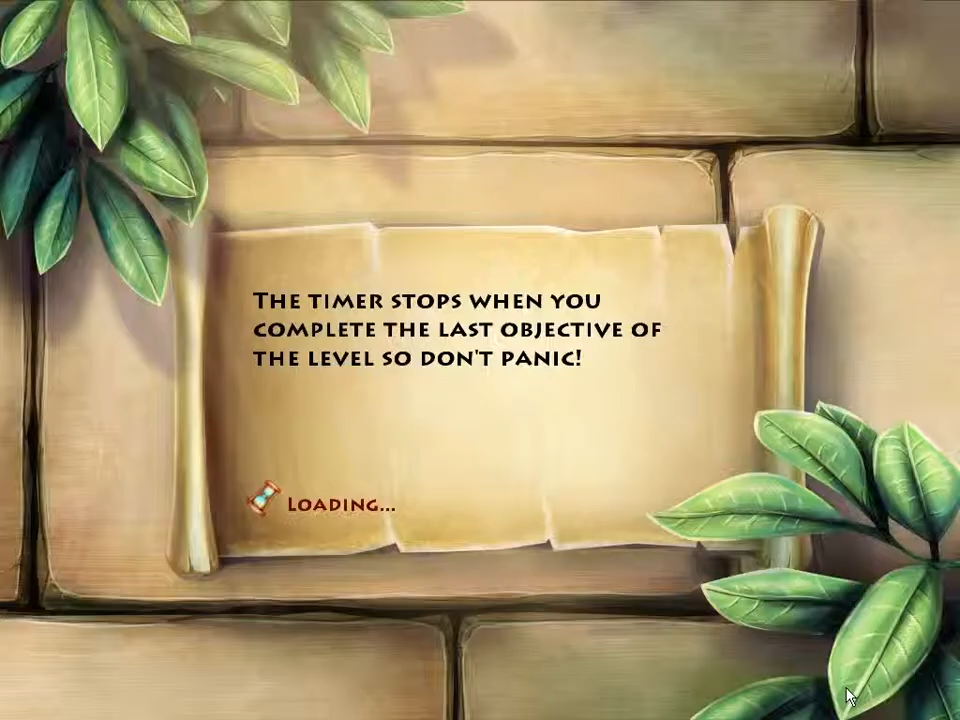 The timer stops when you
complete the last objective of
the level so don't panic!
Loading...